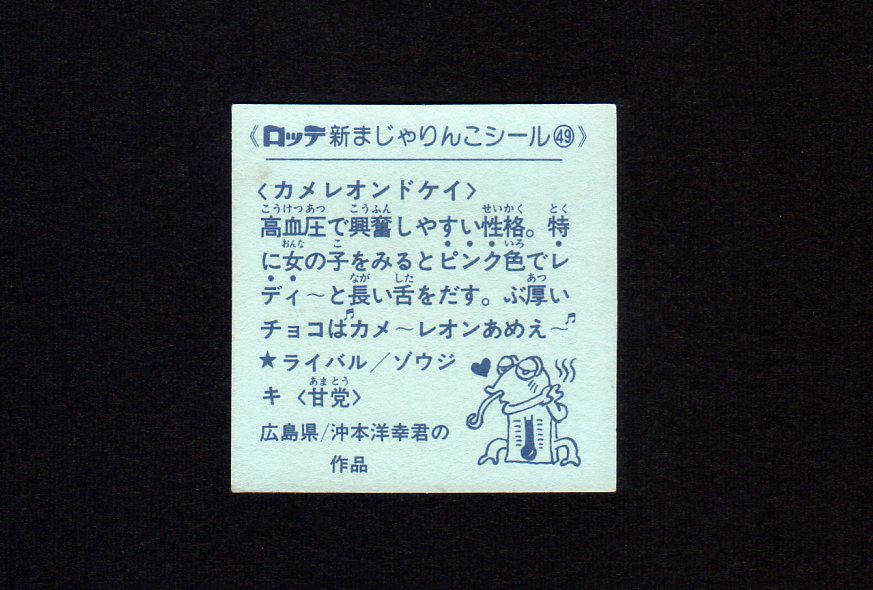 《ロッテ新まじゃりんこシール㊾》
〈カメレオンドケイ〉
高血圧で興奮しやすい性格。特
に女の子をみるとピンク色でレ
ディ～と長い舌をだす。ぶ厚い
チョコはカメ～レオンあめえ～
★ライバル／ゾウジ
キ〈甘党〉
広島県/沖本洋幸君の
作品